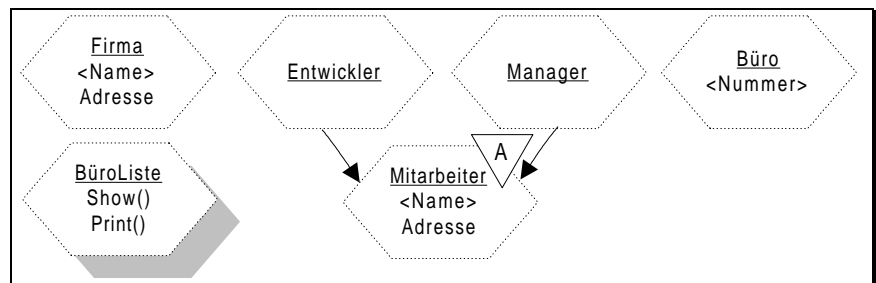 Firma
<Name>
Adresse
Entwickler
Manager
Büro
<Nummer>
BüroListe
Show()
Print()
A
Mitarbeiter
<Name>
Adresse